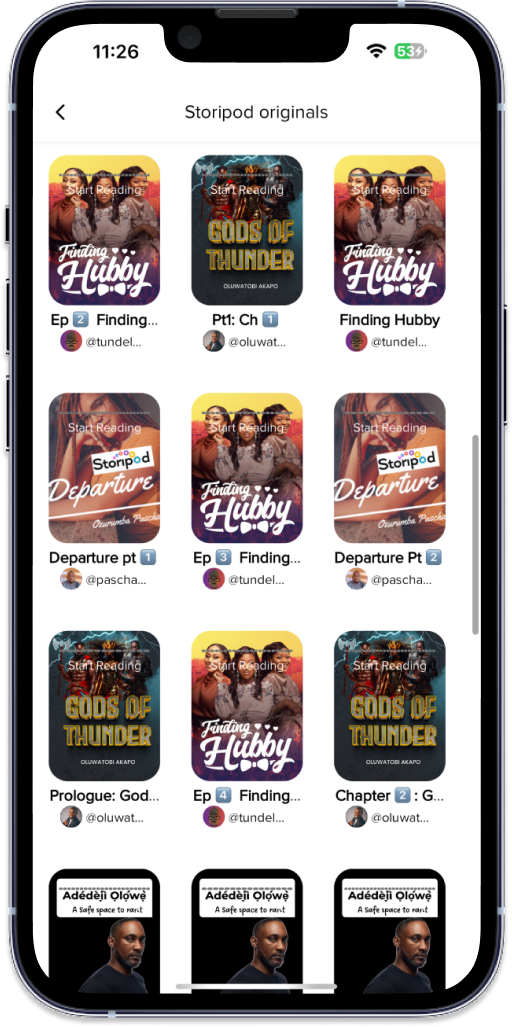 11:26
53
Storipod originals
Start Reading
Finding
Hubby
Ep 2 Finding...
@tundel...
Start Reading
GODS OF
THUNDER
OLUWATOBI AKAPO
Pt1: Ch 1
@oluwat...
Start Reading
Finding
Hubby
Finding Hubby
@tundel...
Start Reading
Storipod
Departure
Ozurumba Pascha
Departure pt 1
@pascha...
Start Reading
Finding
Hubby
Ep 3 Finding...
@tundel...
Start Reading
Storipod
Departure
Ozurumba Pascha
Departure Pt 2
@pascha...
Start Reading
GODS OF
THUNDER
OLUWATOBI AKAPO
Prologue: God...
@oluwat...
Start Reading
Finding
Hubby
Ep 4 Finding...
@tundel...
Start Reading
GODS OF
THUNDER
OLUWATOBI AKAPO
Chapter 2 : G...
@oluwat...
Adédèjì Ọlọ́wẹ̀
A Safe space to rant
Adédèjì Ọlọ́wẹ̀
A Safe space to rant
Adédèjì Ọlọ́wẹ̀
A Safe space to rant